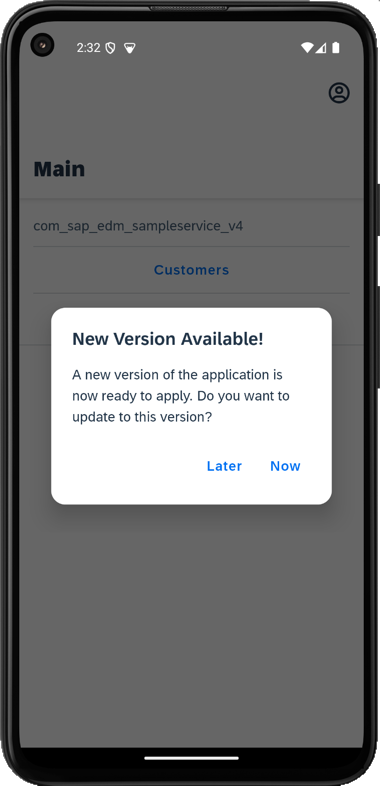 2:32
Main
com_sap_edm_sampleservice_v4
Customers
New Version Available!
A new version of the application is
now ready to apply. Do you want to
update to this version?
Later Now